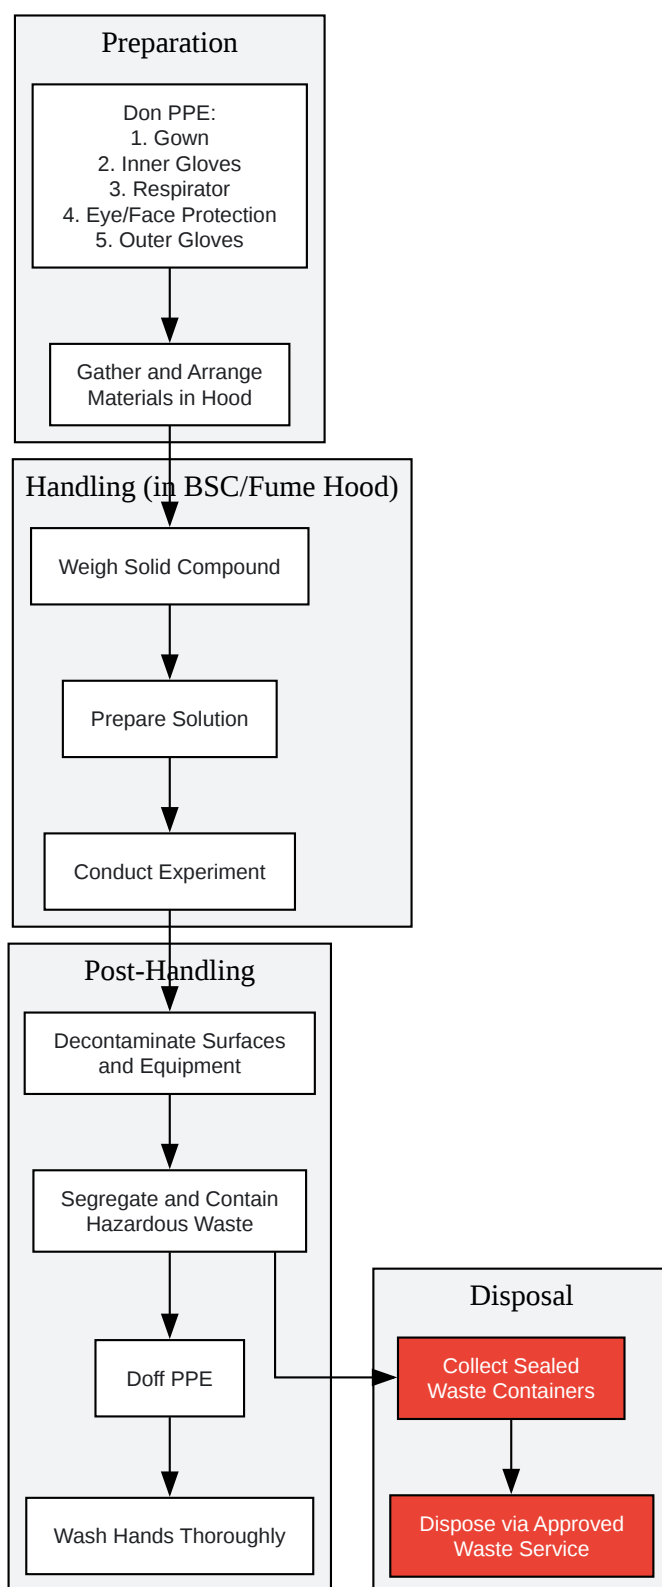 Preparation
Don PPE:
1. Gown
2. Inner Gloves
3. Respirator
4. Eye/Face Protection
5. Outer Gloves
Gather and Arrange
Materials in Hood
Handling (in BSC/Fume Hood)
Weigh Solid Compound
Prepare Solution
Conduct Experiment
Post-Handling
Decontaminate Surfaces
and Equipment
Segregate and Contain
Hazardous Waste
Doff PPE
Wash Hands Thoroughly
Disposal
Collect Sealed
Waste Containers
Dispose via Approved
Waste Service